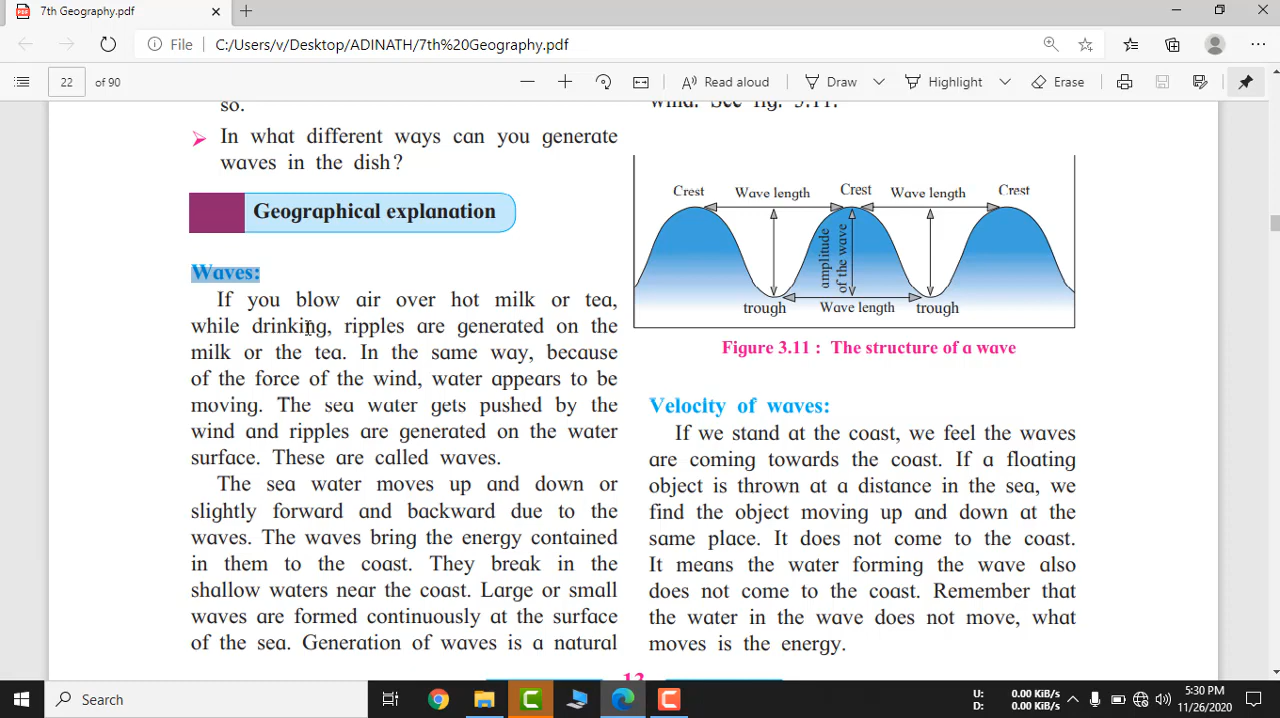 7th Geography.pdf
File
C:/Users/v/Desktop/ADINATH/7th%20Geography.pdf
22
of 90
Read aloud
Draw
Highlight
Erase
so.
In what different ways can you generate
waves in the dish?
Geographical explanation
Waves:
If you blow air over hot milk or tea,
while drinking, ripples are generated on the
milk or the tea. In the same way, because
of the force of the wind, water appears to be
moving. The sea water gets pushed by the
wind and ripples are generated on the water
surface. These are called waves.
The sea water moves up and down or
slightly forward and backward due to the
waves. The waves bring the energy contained
in them to the coast. They break in the
shallow waters near the coast. Large or small
waves are formed continuously at the surface
of the sea. Generation of waves is a natural
wind. See fig. 3.11.
Crest
Wave length
Crest
Wave length
Crest
amplitude
of the wave
trough
Wave length
trough
Figure 3.11 : The structure of a wave
Velocity of waves:
If we stand at the coast, we feel the waves
are coming towards the coast. If a floating
object is thrown at a distance in the sea, we
find the object moving up and down at the
same place. It does not come to the coast.
It means the water forming the wave also
does not come to the coast. Remember that
the water in the wave does not move, what
moves is the energy.
Search
U: 0.00 KiB/s
D: 0.00 KiB/s
5:30 PM
11/26/2020